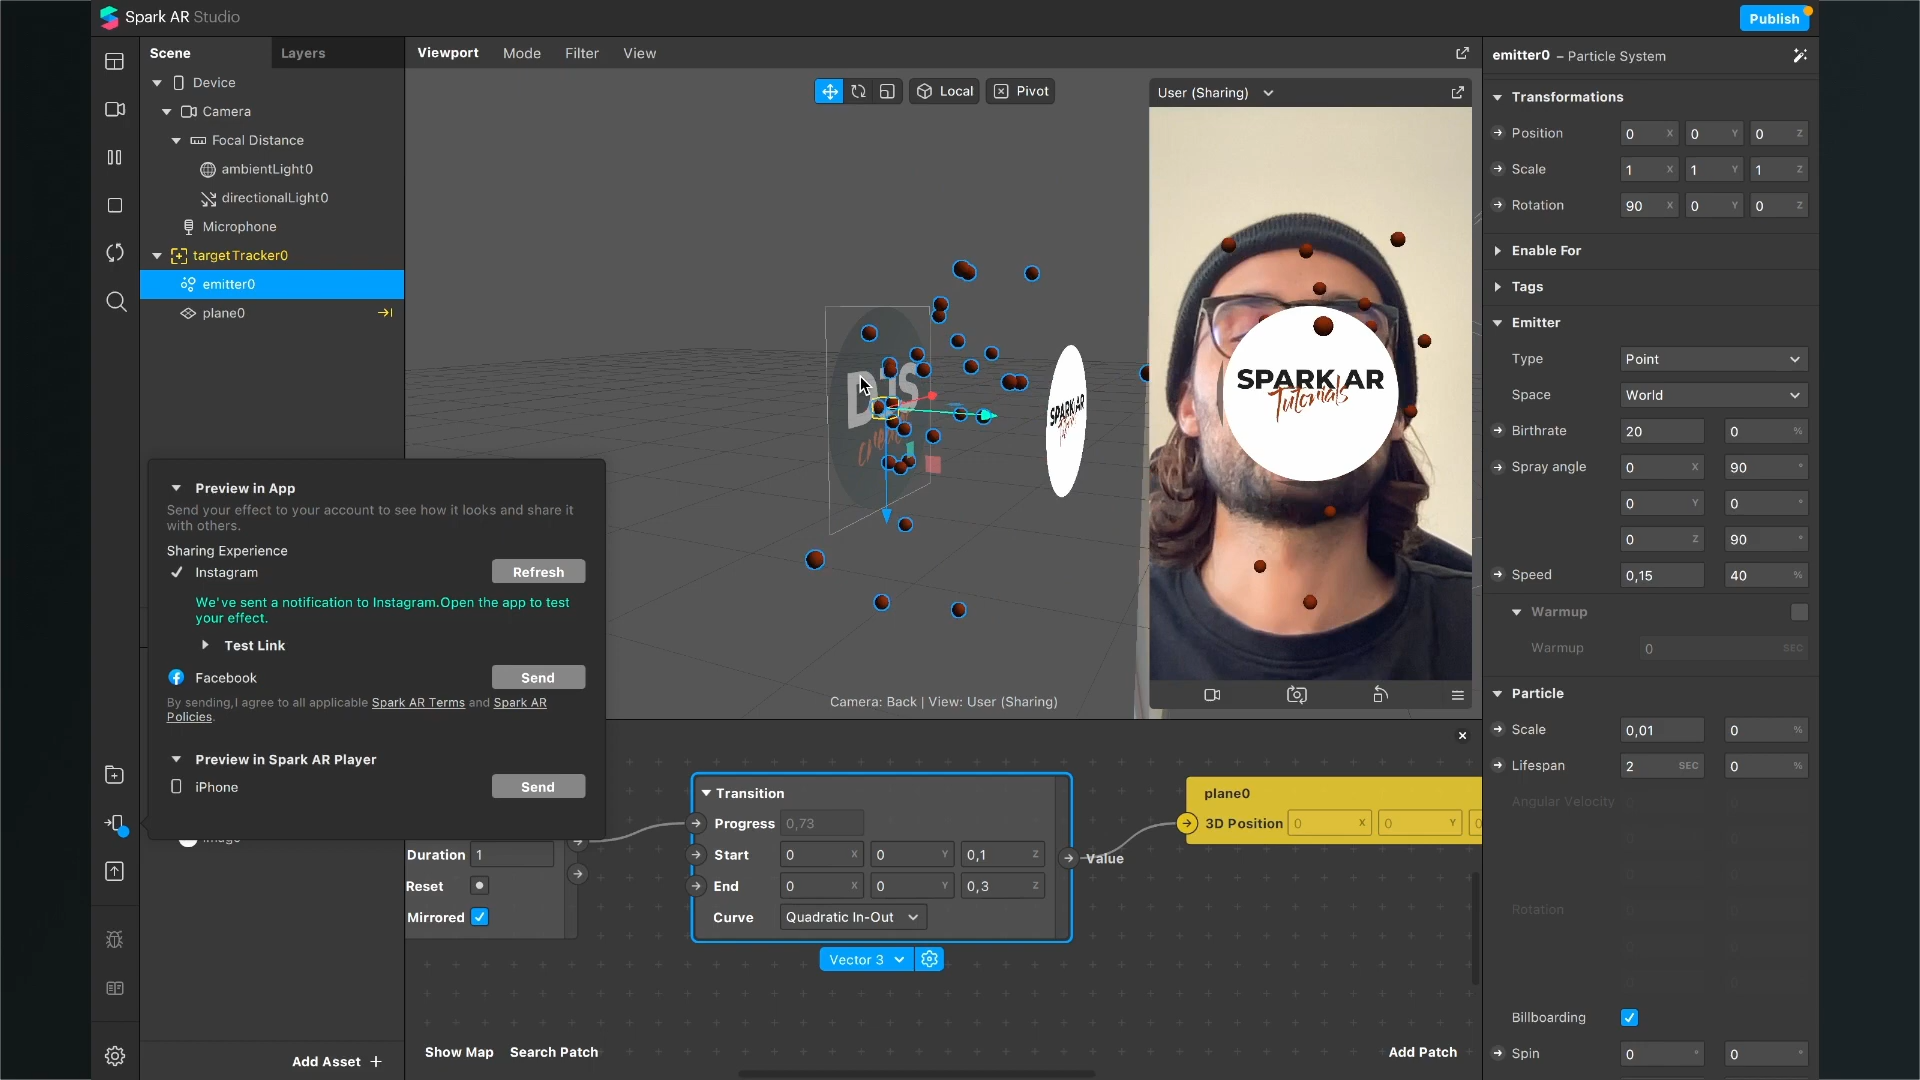 Spark AR Studio
Publish
Scene
Layers
Device
Camera
Focal Distance
ambientLight0
directionalLight0
Microphone
targetTracker0
emitter0
plane0
Viewport
Mode
Filter
View
Local
Pivot
User (Sharing)
SPARK AR
Tutorials
SPARK AR
Camera: Back | View: User (Sharing)
Preview in App
Send your effect to your account to see how it looks and share it
with others.
Sharing Experience
Instagram
Refresh
We've sent a notification to Instagram.Open the app to test
your effect.
Test Link
Facebook
Send
By sending,I agree to all applicable Spark AR Terms and Spark AR
Policies.
Preview in Spark AR Player
iPhone
Send
Add Asset +
Duration 1
Reset
Mirrored
Transition
Progress 0,73
Start 0 X 0 Y 0,1 Z
End 0 X 0 Y 0,3 Z
Curve Quadratic In-Out
Value
Vector 3
plane0
3D Position 0 X 0 Y
Show Map
Search Patch
Add Patch
emitter0 – Particle System
Transformations
Position 0 X 0 Y 0 Z
Scale 1 X 1 Y 1 Z
Rotation 90 X 0 Y 0 Z
Enable For
Tags
Emitter
Type Point
Space World
Birthrate 20 0 %
Spray angle 0 X 90 °
0 Y 0 °
0 Z 90 °
Speed 0,15 40 %
Warmup
Warmup 0 SEC
Particle
Scale 0,01 0 %
Lifespan 2 SEC 0 %
Angular Velocity
Rotation
Billboarding
Spin 0 ° 0 °